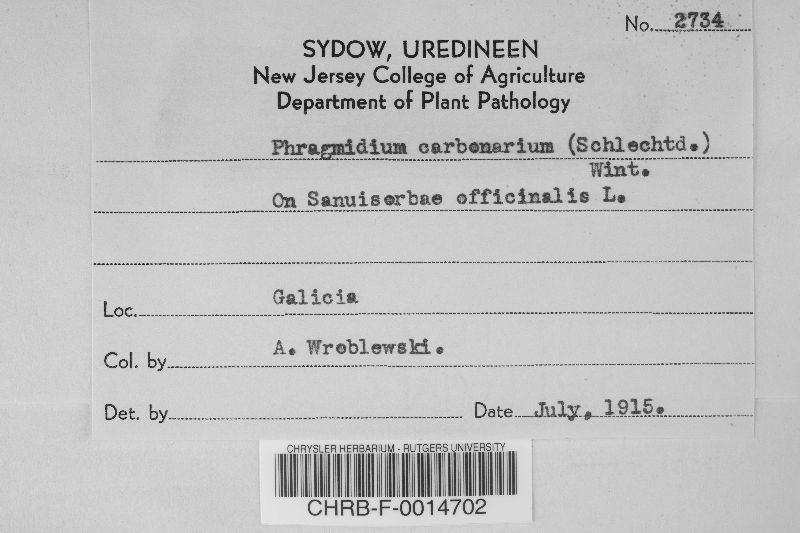 No. 2734
SYDOW, UREDINEEN
New Jersey College of Agriculture
Department of Plant Pathology
Phragmidium carbonarium (Schlechtd.)
Wint.
On Sanuisorbae officinalis L.
Loc. Galicia
Col. by A. Wroblewski.
Det. by Date July, 1915.
CHRYSLER HERBARIUM - RUTGERS UNIVERSITY
CHRB-F-0014702